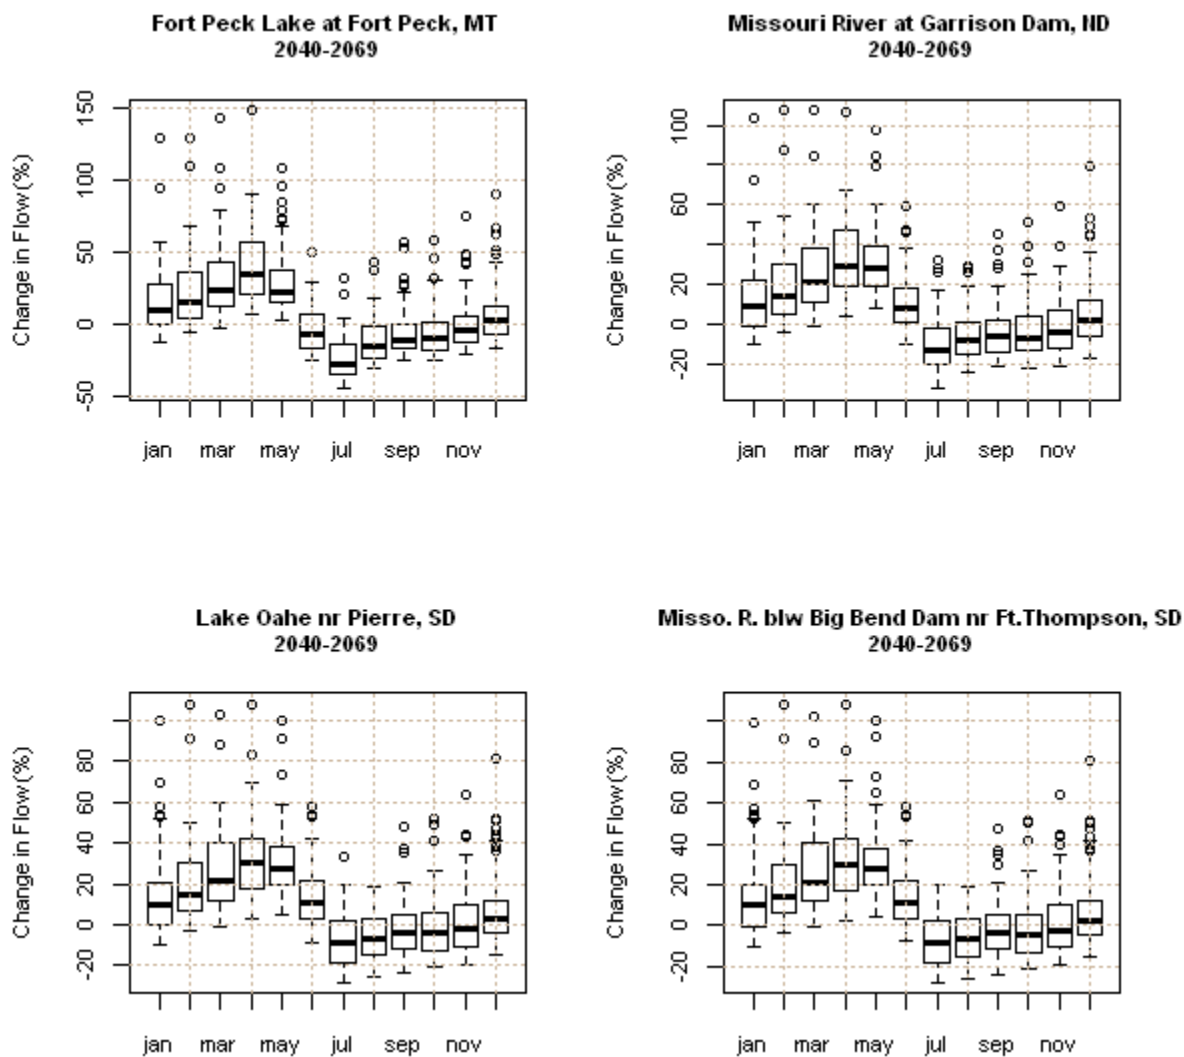 Fort Peck Lake at Fort Peck, MT
2040-2069
Change in Flow(%)
150
100
50
0
-50
jan mar may jul sep nov
Missouri River at Garrison Dam, ND
2040-2069
Change in Flow(%)
100
60
20
0
-20
jan mar may jul sep nov
Lake Oahe nr Pierre, SD
2040-2069
Change in Flow(%)
80
60
40
20
0
-20
jan mar may jul sep nov
Misso. R. blw Big Bend Dam nr Ft.Thompson, SD
2040-2069
Change in Flow(%)
80
60
40
20
0
-20
jan mar may jul sep nov